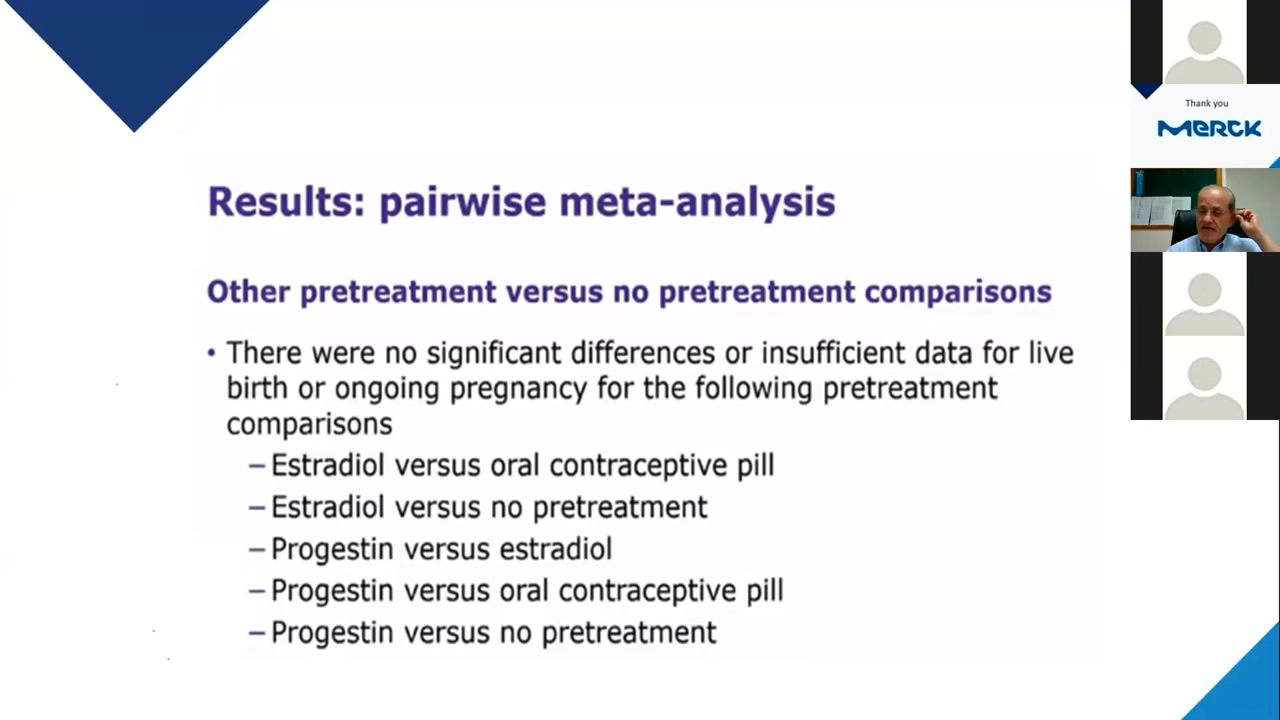 Results: pairwise meta-analysis
Other pretreatment versus no pretreatment comparisons
• There were no significant differences or insufficient data for live
birth or ongoing pregnancy for the following pretreatment
comparisons
– Estradiol versus oral contraceptive pill
– Estradiol versus no pretreatment
– Progestin versus estradiol
– Progestin versus oral contraceptive pill
– Progestin versus no pretreatment
Thank you
MERCK